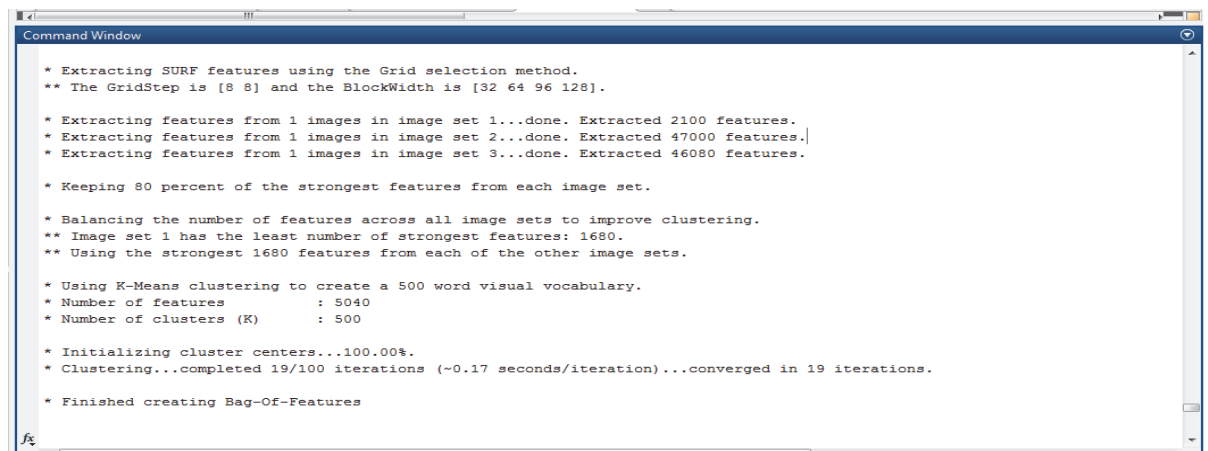 Command Window
* Extracting SURF features using the Grid selection method.
** The GridStep is [8 8] and the BlockWidth is [32 64 96 128].
* Extracting features from 1 images in image set 1...done. Extracted 2100 features.
* Extracting features from 1 images in image set 2...done. Extracted 47000 features.
* Extracting features from 1 images in image set 3...done. Extracted 46080 features.
* Keeping 80 percent of the strongest features from each image set.
* Balancing the number of features across all image sets to improve clustering.
** Image set 1 has the least number of strongest features: 1680.
** Using the strongest 1680 features from each of the other image sets.
* Using K-Means clustering to create a 500 word visual vocabulary.
* Number of features          : 5040
* Number of clusters (K)      : 500
* Initializing cluster centers...100.00%.
* Clustering...completed 19/100 iterations (~0.17 seconds/iteration)...converged in 19 iterations.
* Finished creating Bag-Of-Features
fx